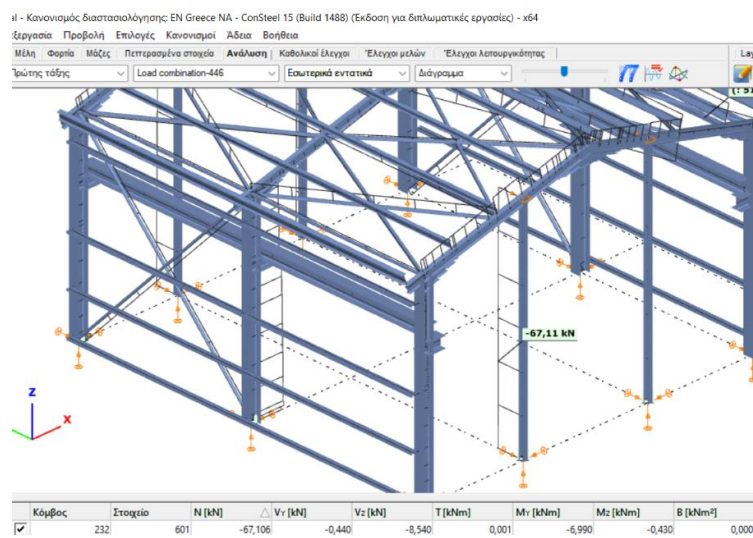 al - Κανονισμός διαστασιολόγησης: EN Greece NA - ConSteel 15 (Build 1488) (Έκδοση για διπλωματικές εργασίες) - x64
εξεργασία Προβολή Επιλογές Κανονισμοί Άδεια Βοήθεια
Μέλη Φορτία Μάζες Πεπερασμένα στοιχεία Ανάλυση Καθολικοί έλεγχοι Έλεγχοι μελών Έλεγχοι λειτουργικότητας Lay
Πρώτης τάξης Load combination-446 Εσωτερικά εντατικά Διάγραμμα
(: 57
-67,11 kN
Z
X
Κόμβος Στοιχείο N [kN] VY [kN] Vz [kN] T [kNm] MY [kNm] Mz [kNm] B [kNm²]
232 601 -67,106 -0,440 -8,540 0,001 -6,990 -0,430 0,000